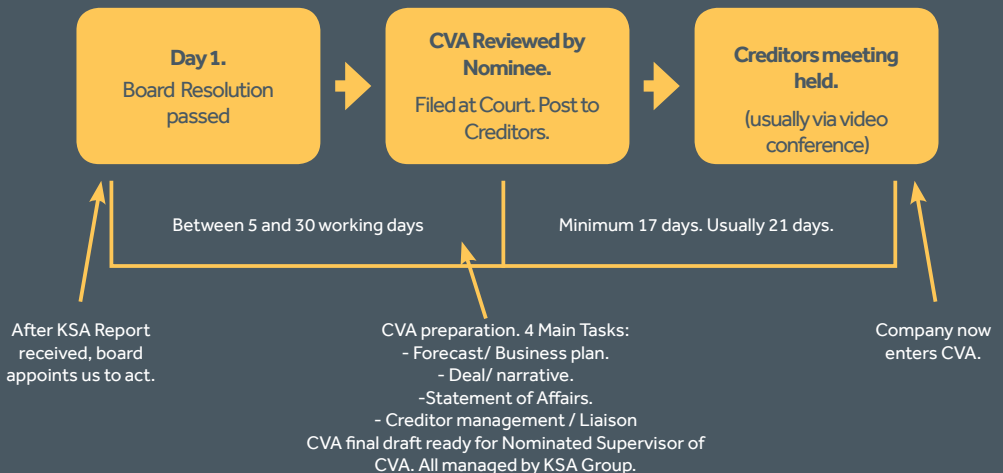 Day 1.
Board Resolution
passed
CVA Reviewed by
Nominee.
Filed at Court. Post to
Creditors.
Creditors meeting
held.
(usually via video
conference)
Between 5 and 30 working days
Minimum 17 days. Usually 21 days.
After KSA Report
received, board
appoints us to act.
CVA preparation. 4 Main Tasks:
- Forecast/ Business plan.
- Deal/ narrative.
-Statement of Affairs.
- Creditor management / Liaison
CVA final draft ready for Nominated Supervisor of
CVA. All managed by KSA Group.
Company now
enters CVA.